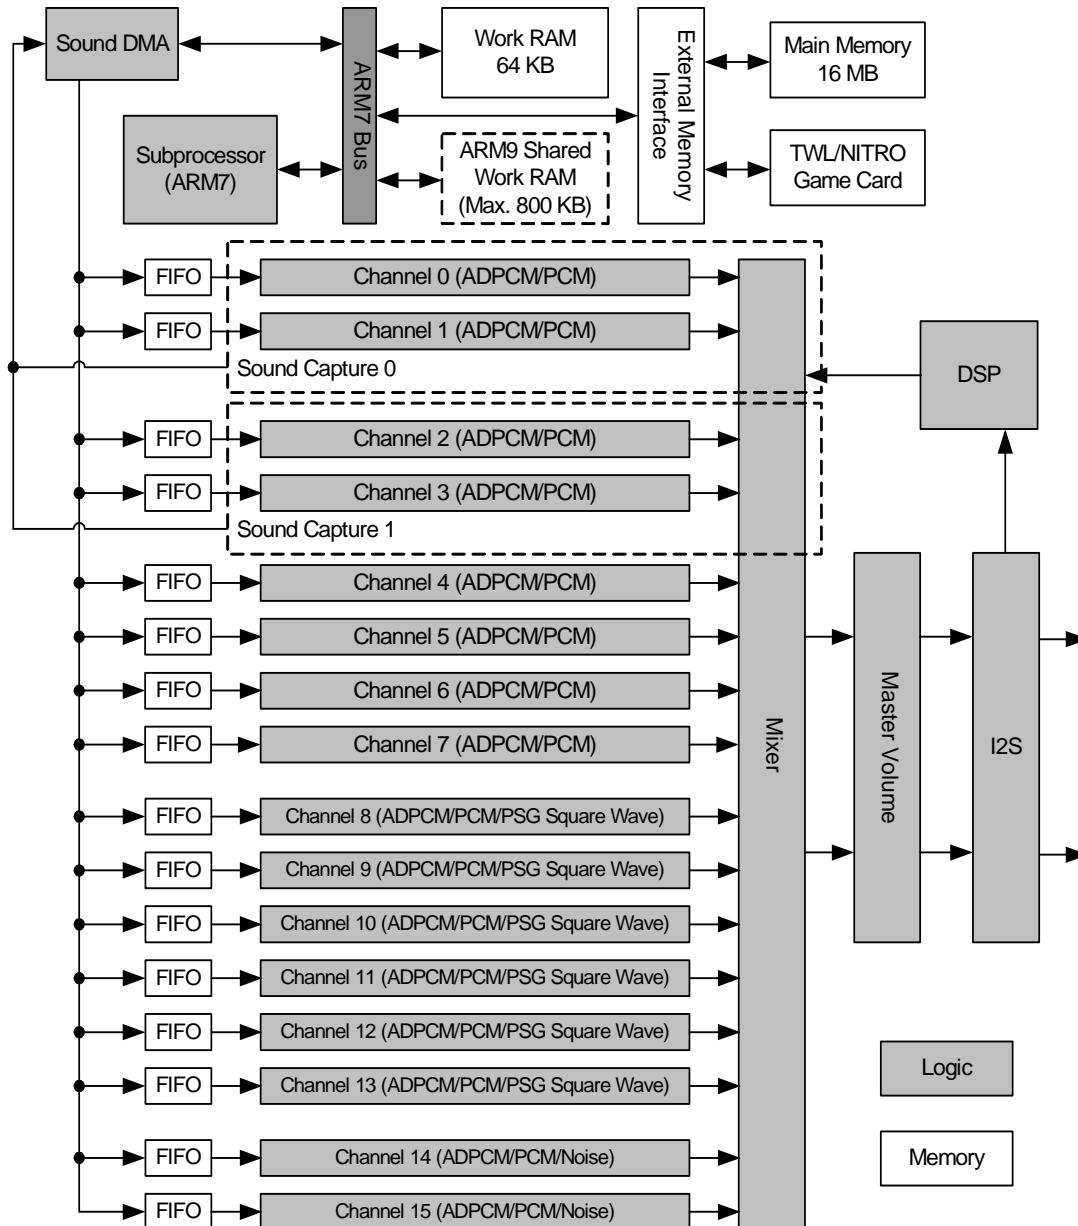 Sound DMA
Work RAM
64 KB
Main Memory
16 MB
ARM7 Bus
External Memory
Interface
Subprocessor
(ARM7)
ARM9 Shared
Work RAM
(Max. 800 KB)
TWL/NITRO
Game Card
FIFO
Channel 0 (ADPCM/PCM)
FIFO
Channel 1 (ADPCM/PCM)
Sound Capture 0
DSP
FIFO
Channel 2 (ADPCM/PCM)
FIFO
Channel 3 (ADPCM/PCM)
Sound Capture 1
FIFO
Channel 4 (ADPCM/PCM)
FIFO
Channel 5 (ADPCM/PCM)
FIFO
Channel 6 (ADPCM/PCM)
FIFO
Channel 7 (ADPCM/PCM)
Mixer
Master Volume
I2S
FIFO
Channel 8 (ADPCM/PCM/PSG Square Wave)
FIFO
Channel 9 (ADPCM/PCM/PSG Square Wave)
FIFO
Channel 10 (ADPCM/PCM/PSG Square Wave)
FIFO
Channel 11 (ADPCM/PCM/PSG Square Wave)
FIFO
Channel 12 (ADPCM/PCM/PSG Square Wave)
FIFO
Channel 13 (ADPCM/PCM/PSG Square Wave)
Logic
FIFO
Channel 14 (ADPCM/PCM/Noise)
Memory
FIFO
Channel 15 (ADPCM/PCM/Noise)